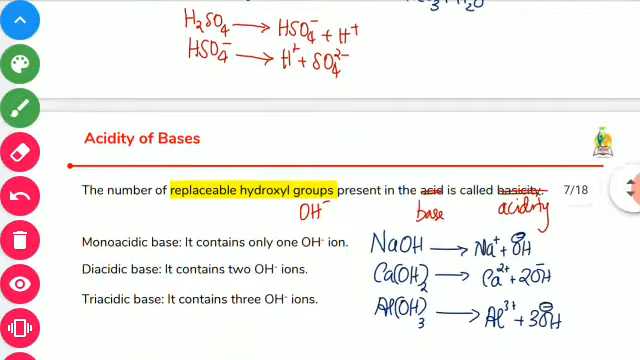 H₂SO₄ → HSO₄⁻ + H⁺
HSO₄⁻ → H⁺ + SO₄²⁻
Acidity of Bases
The number of replaceable hydroxyl groups present in the acid is called basicity. 7/18
OH⁻ base acidity
Monoacidic base: It contains only one OH⁻ ion. NaOH → Na⁺ + OH⁻
Diacidic base: It contains two OH⁻ ions. Ca(OH)₂ → Ca²⁺ + 2OH⁻
Triacidic base: It contains three OH⁻ ions. Al(OH)₃ → Al³⁺ + 3OH⁻